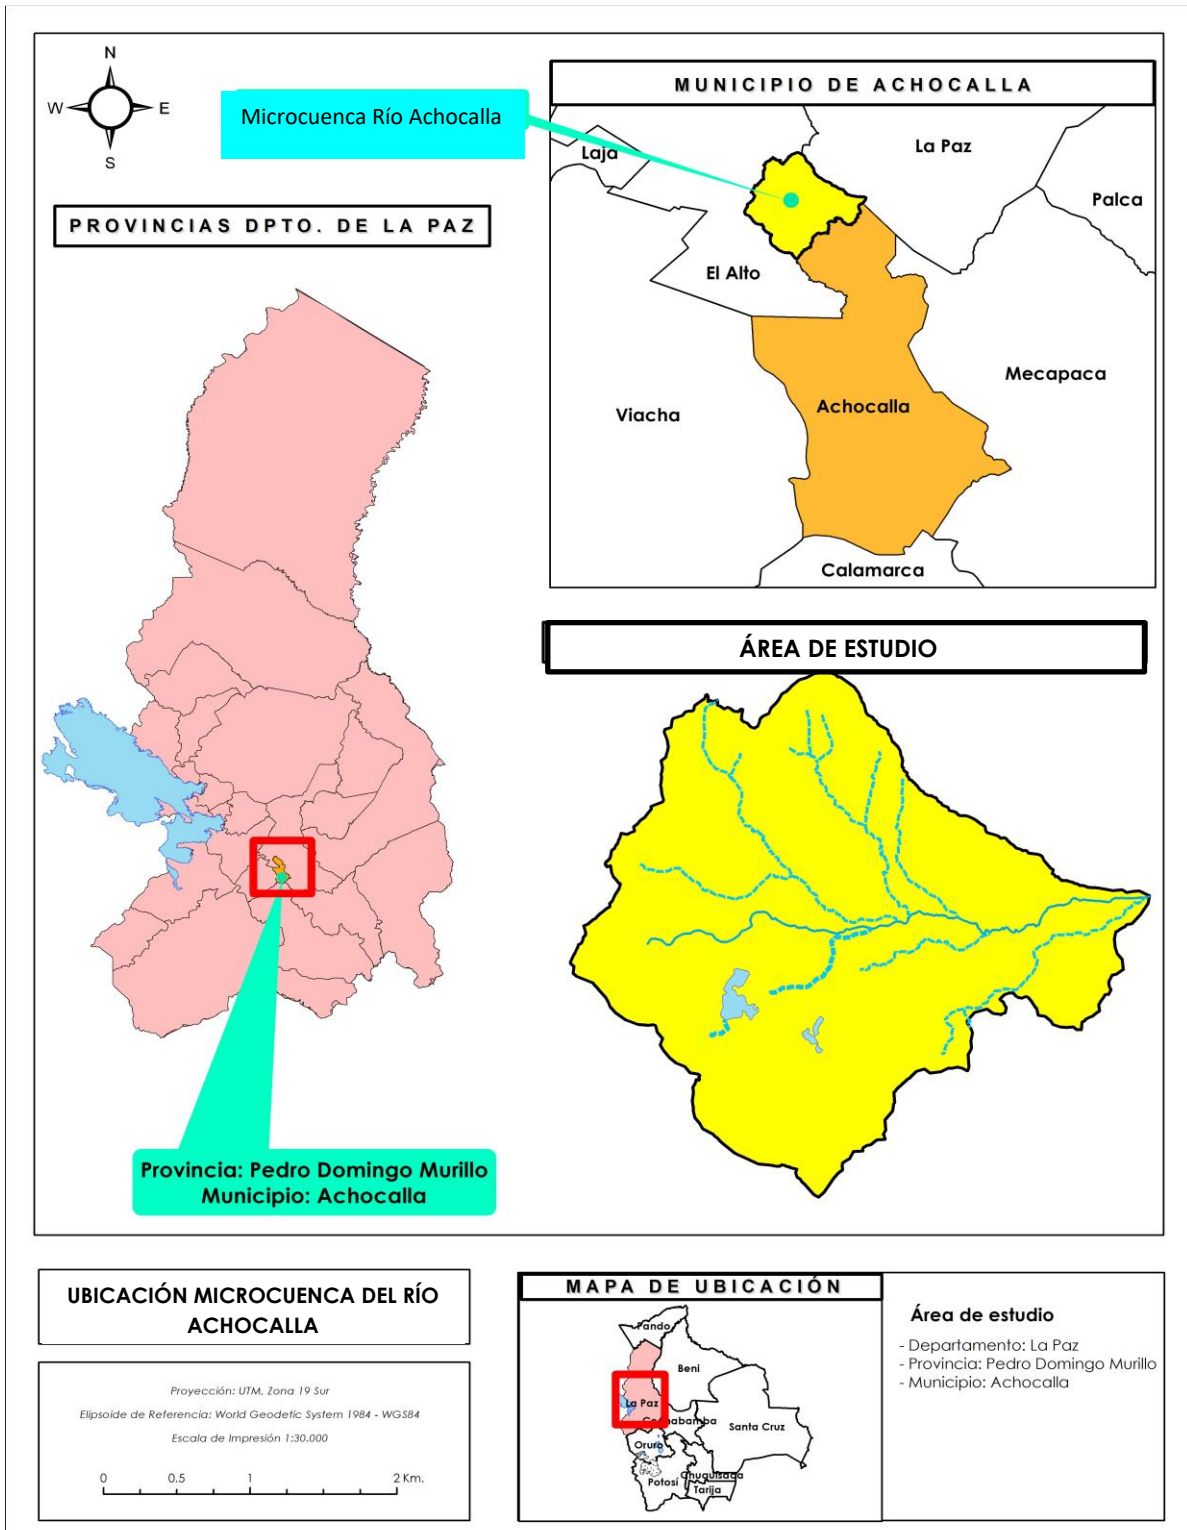 N
W E
S
Microcuenca Río Achocalla
MUNICIPIO DE ACHOCALLA
Laja
La Paz
Palca
El Alto
Mecapaca
Viacha
Achocalla
Calamarca
PROVINCIAS DPTO. DE LA PAZ
Provincia: Pedro Domingo Murillo
Municipio: Achocalla
ÁREA DE ESTUDIO
UBICACIÓN MICROCUENCA DEL RÍO
ACHOCALLA
Proyección: UTM, Zona 19 Sur
Elipsoide de Referencia: World Geodetic System 1984 - WGS84
Escala de Impresión 1:30.000
0 0.5 1 2 Km.
MAPA DE UBICACIÓN
Pando
Beni
La Paz
Cochabamba
Santa Cruz
Oruro
Chuquisaca
Potosí
Tarija
Área de estudio
- Departamento: La Paz
- Provincia: Pedro Domingo Murillo
- Municipio: Achocalla